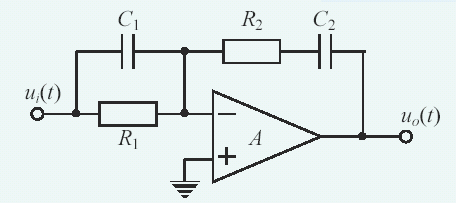 C₁ R₂ C₂
uᵢ(t) uₒ(t)
R₁ − + A